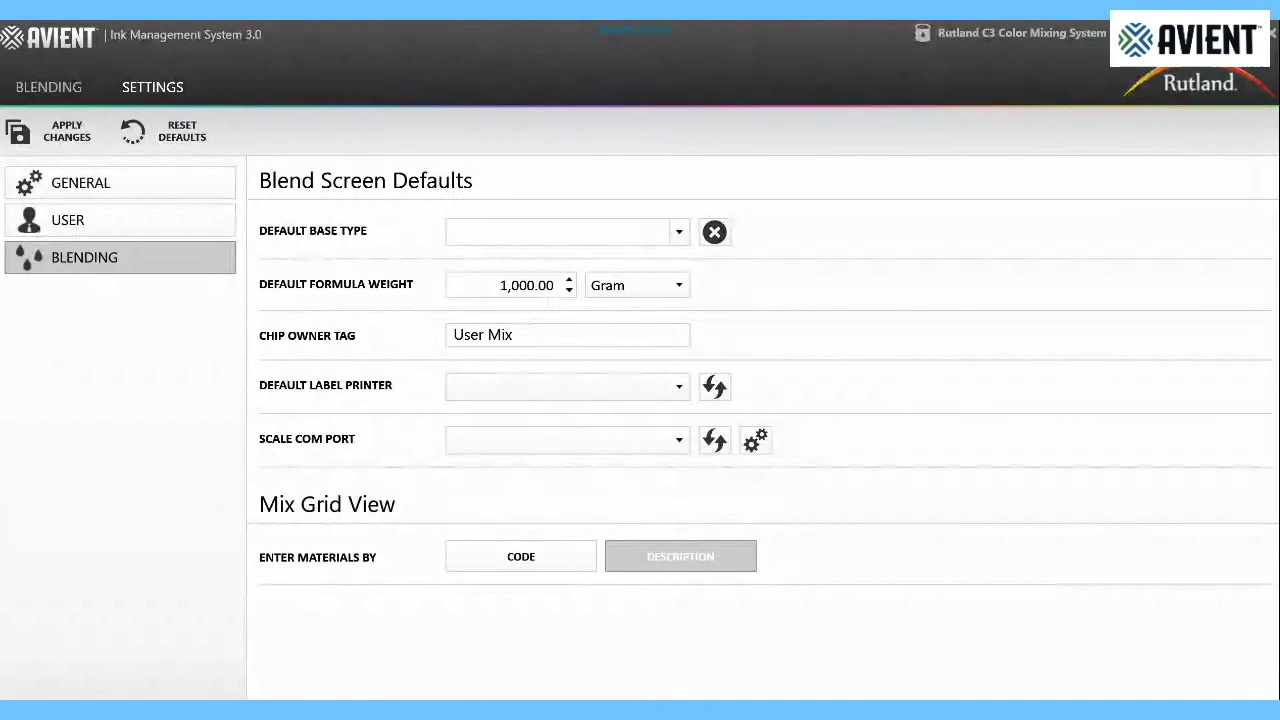 AVIENT | Ink Management System 3.0
Rutland C3 Color Mixing System
AVIENT
Rutland.
BLENDING
SETTINGS
APPLY CHANGES
RESET DEFAULTS
GENERAL
USER
BLENDING
Blend Screen Defaults
DEFAULT BASE TYPE
DEFAULT FORMULA WEIGHT 1,000.00 Gram
CHIP OWNER TAG User Mix
DEFAULT LABEL PRINTER
SCALE COM PORT
Mix Grid View
ENTER MATERIALS BY CODE DESCRIPTION